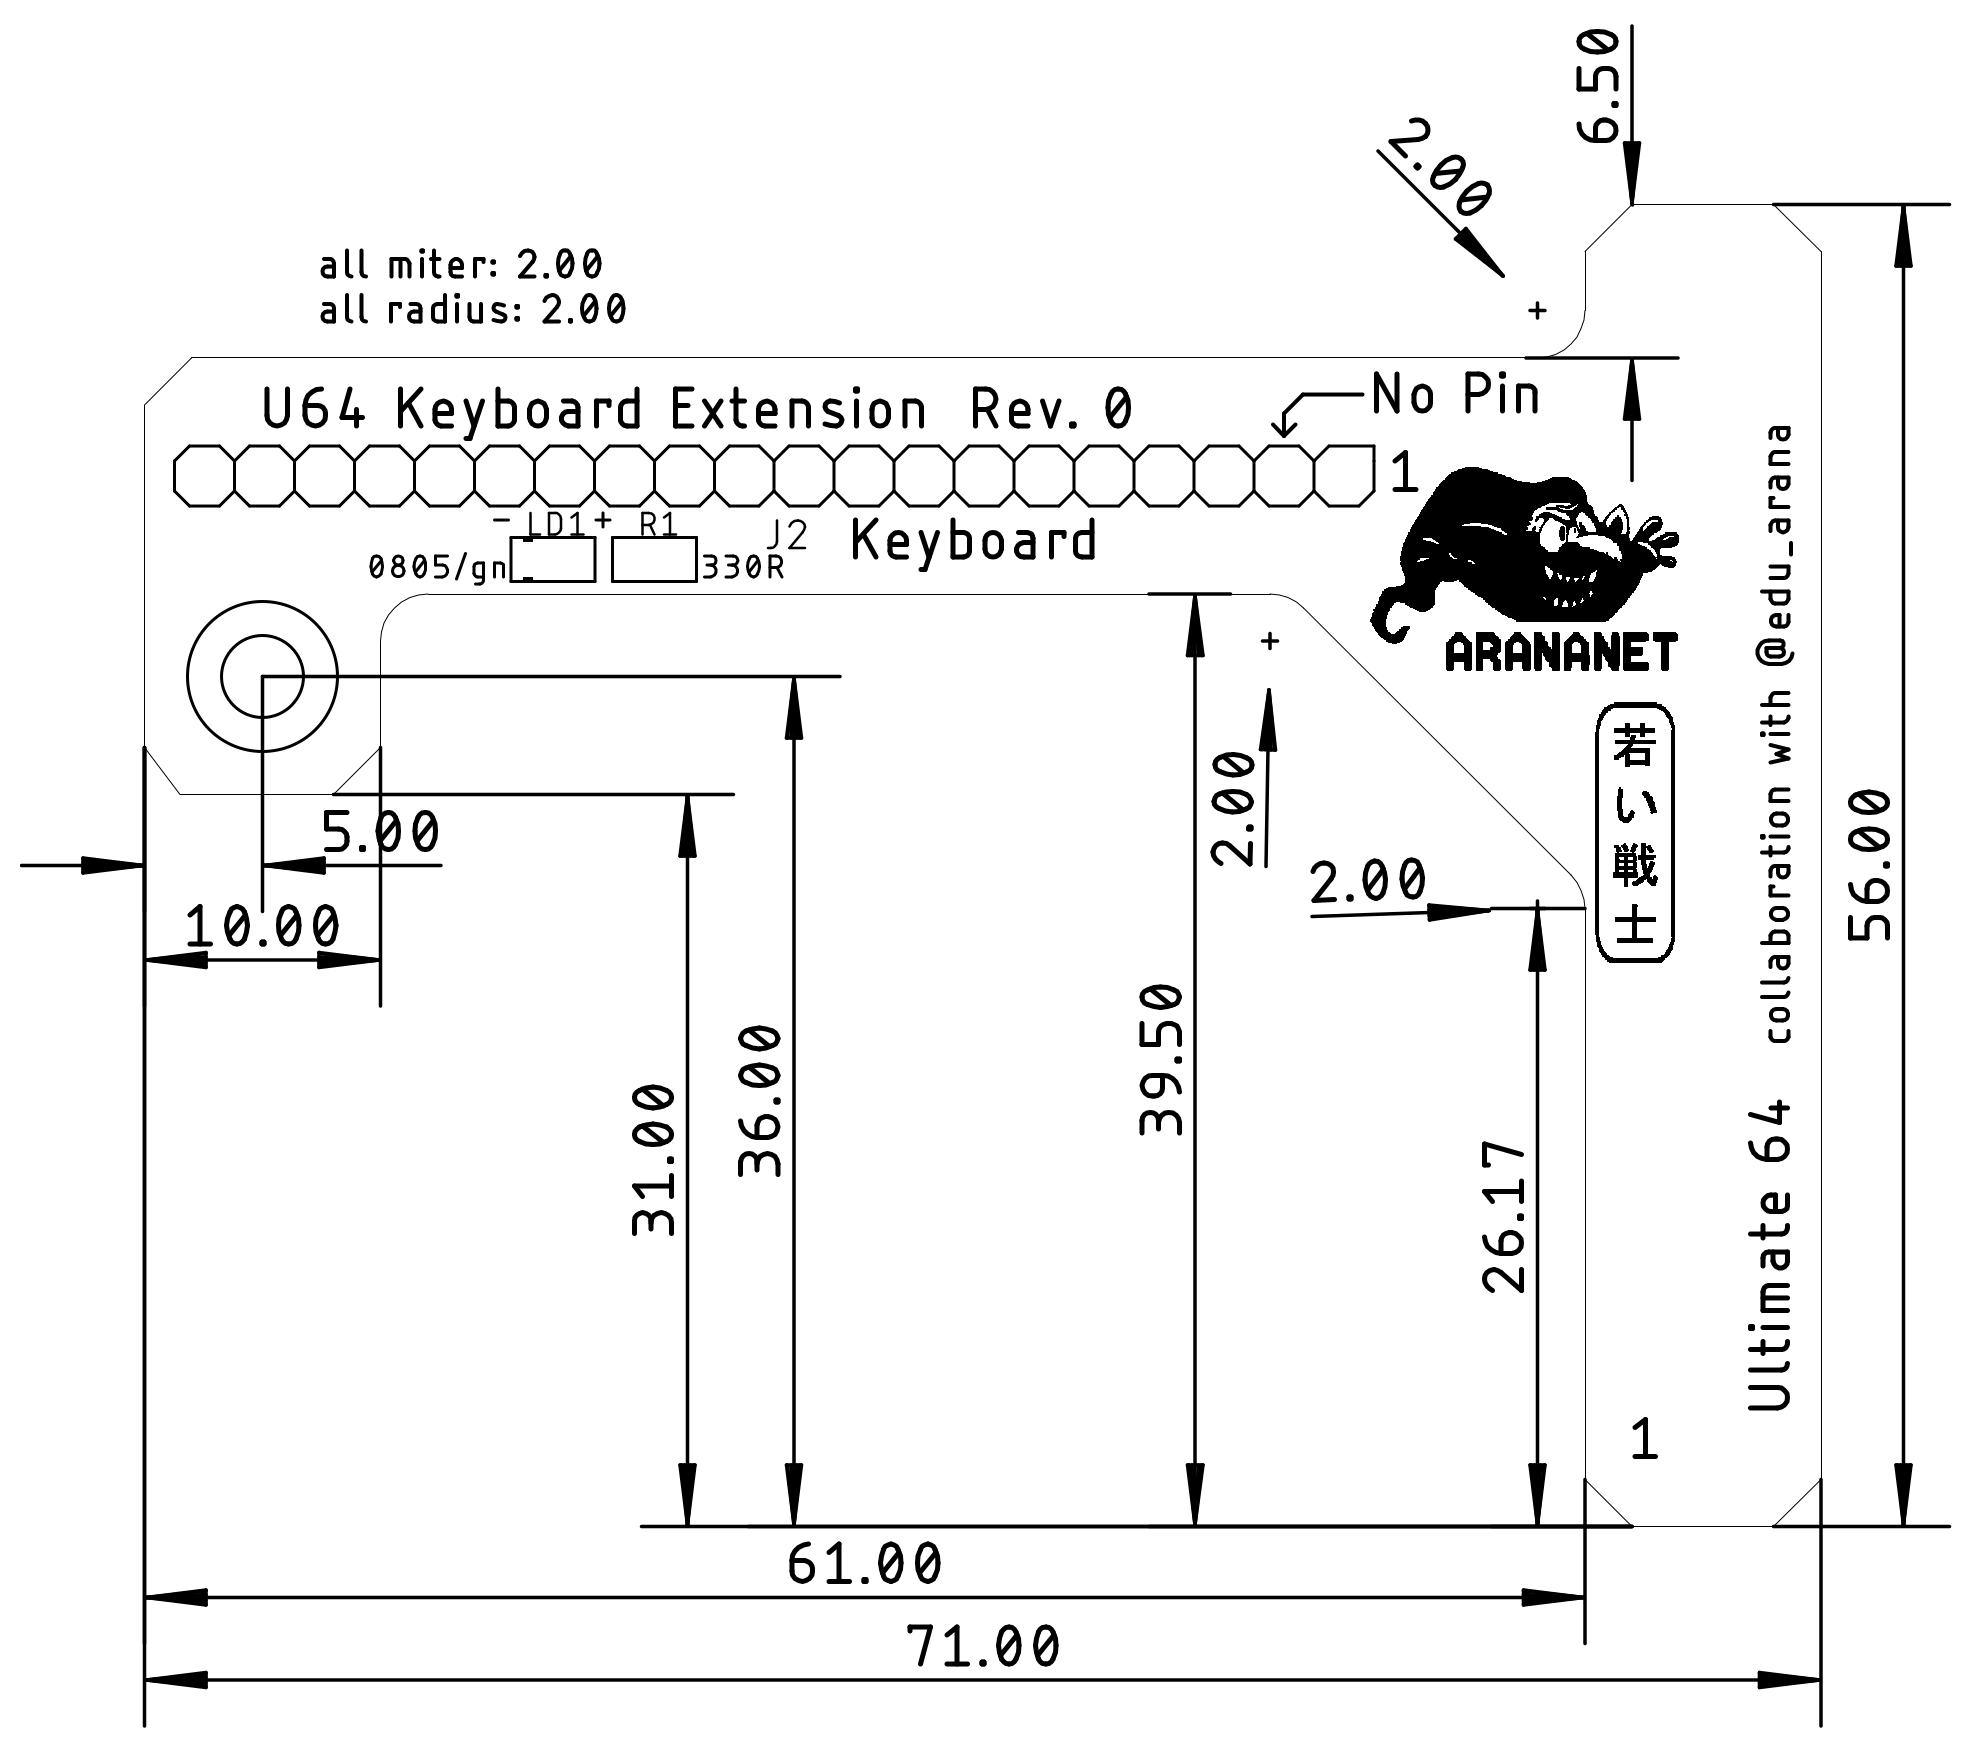 6.50
2.00
all miter: 2.00
all radius: 2.00
U64 Keyboard Extension Rev. 0
No Pin
1
- LD1 + R1
J2
Keyboard
0805/gn
330R
ARANANET
若い戦士
collaboration with @edu_arana
Ultimate 64
1
5.00
10.00
2.00
2.00
31.00
36.00
39.50
26.17
56.00
61.00
71.00